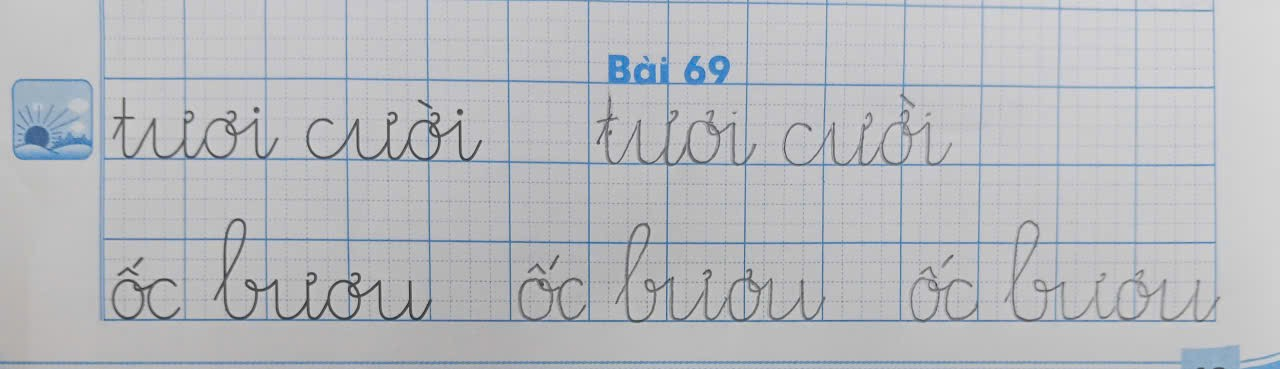 Bài 69
tươi cười tươi cười
ốc bươu ốc bươu ốc bươu